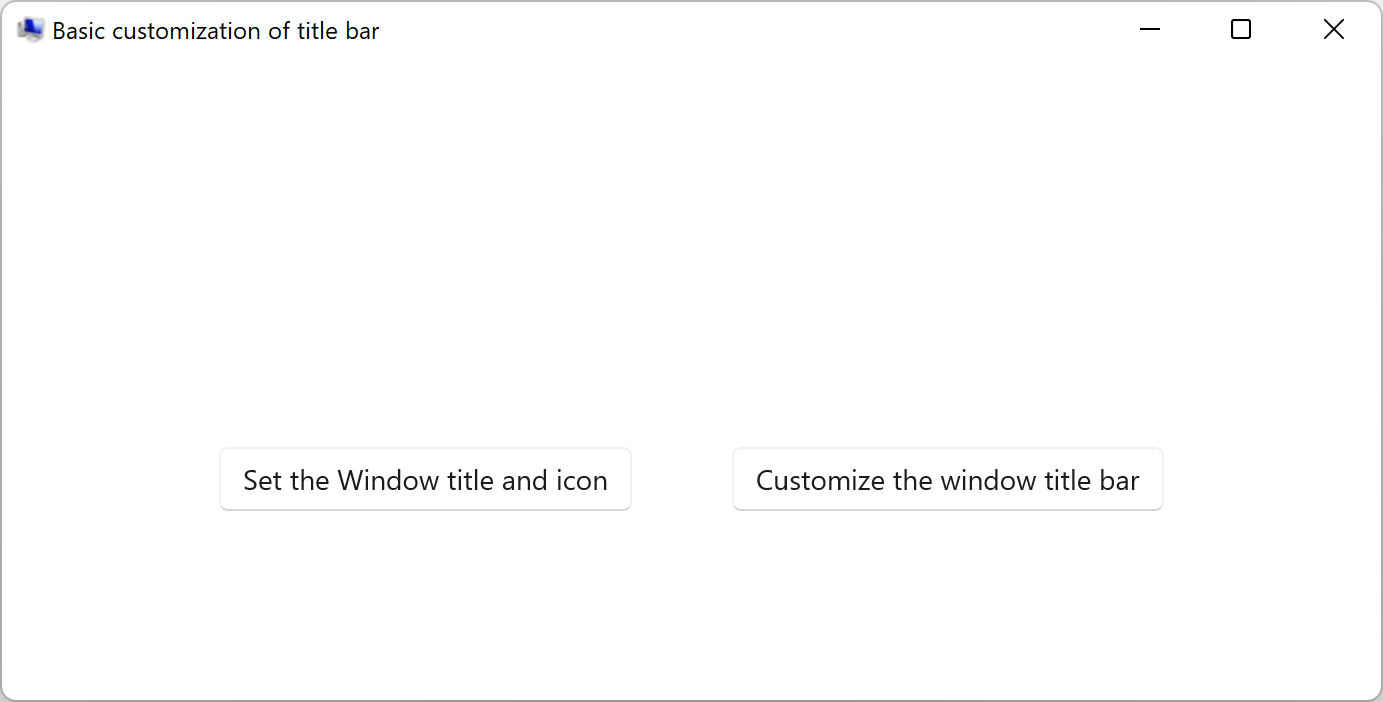 Basic customization of title bar
Set the Window title and icon
Customize the window title bar